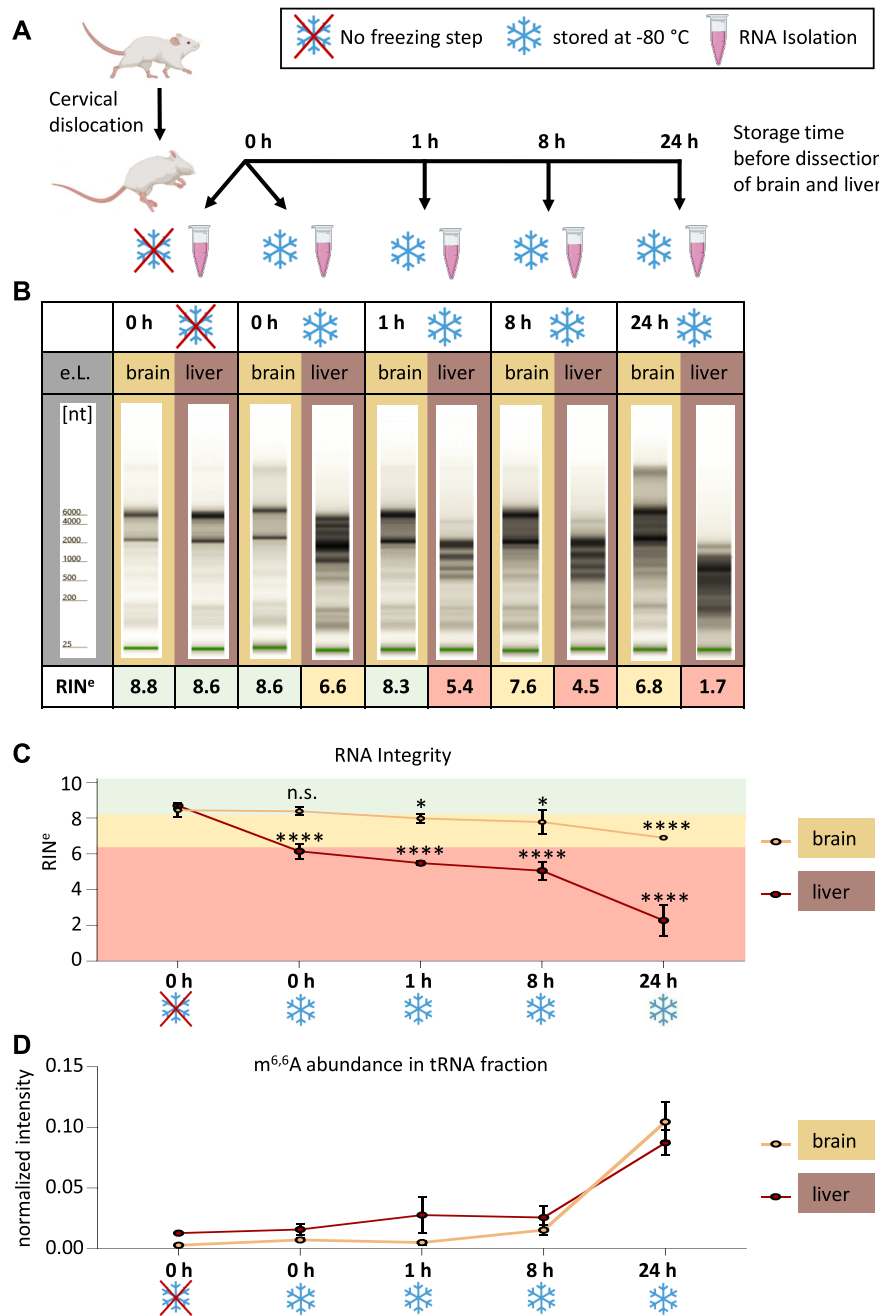 A
No freezing step
stored at -80 °C
RNA Isolation
Cervical
dislocation
0 h
1 h
8 h
24 h
Storage time
before dissection
of brain and liver
B
0 h
0 h
1 h
8 h
24 h
e.L.
brain
liver
brain
liver
brain
liver
brain
liver
brain
liver
[nt]
6000
4000
2000
1000
500
200
25
RINe
8.8
8.6
8.6
6.6
8.3
5.4
7.6
4.5
6.8
1.7
C
RNA Integrity
RINe
10
8
6
4
2
0
n.s.
*
*
****
****
****
****
****
0 h
0 h
1 h
8 h
24 h
brain
liver
D
m6,6A abundance in tRNA fraction
normalized intensity
0.15
0.10
0.05
0.00
0 h
0 h
1 h
8 h
24 h
brain
liver